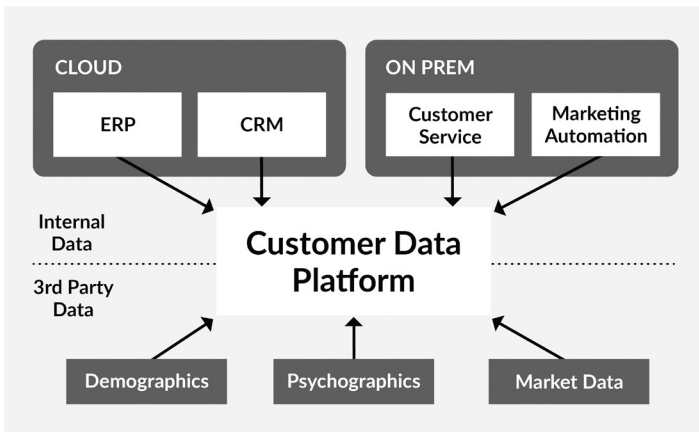 CLOUD
ERP
CRM
ON PREM
Customer
Service
Marketing
Automation
Internal
Data
Customer Data
Platform
3rd Party
Data
Demographics
Psychographics
Market Data